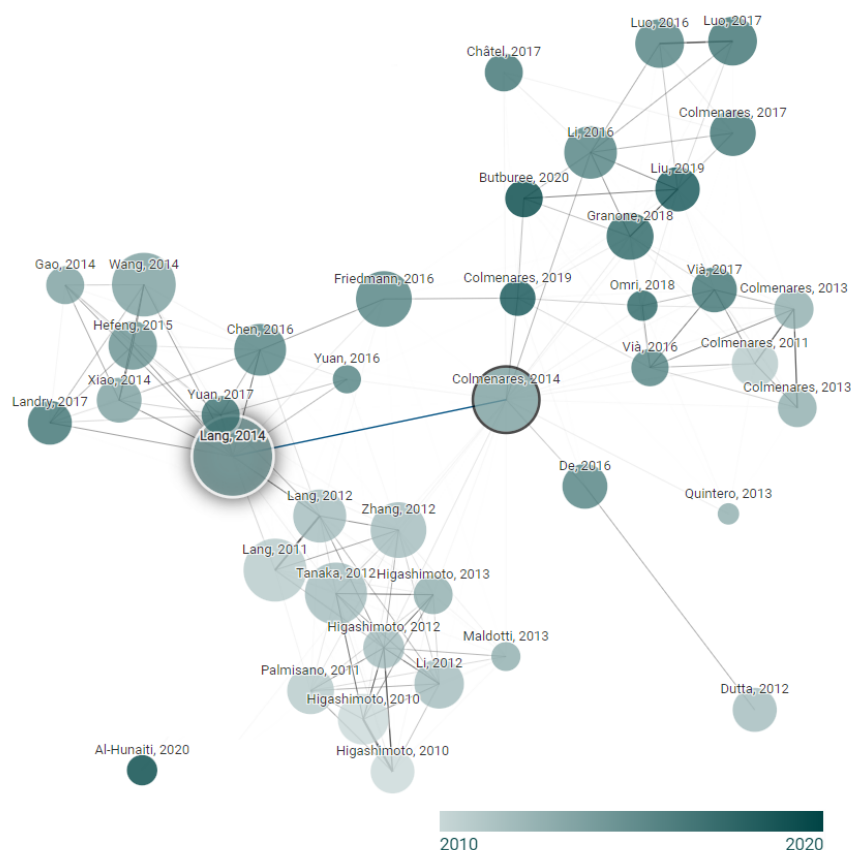 Luo, 2016
Luo, 2017
Châtel, 2017
Colmenares, 2017
Li, 2016
Liu, 2019
Butburee, 2020
Granone, 2018
Gao, 2014
Wang, 2014
Friedmann, 2016
Colmenares, 2019
Omri, 2018
Vià, 2017
Colmenares, 2013
Hefeng, 2015
Chen, 2016
Vià, 2016
Colmenares, 2011
Yuan, 2016
Colmenares, 2014
Xiao, 2014
Colmenares, 2013
Landry, 2017
Yuan, 2017
Lang, 2014
De, 2016
Lang, 2012
Zhang, 2012
Quintero, 2013
Lang, 2011
Tanaka, 2012
Higashimoto, 2013
Higashimoto, 2012
Maldotti, 2013
Palmisano, 2011
Li, 2012
Higashimoto, 2010
Dutta, 2012
Al-Hunaiti, 2020
Higashimoto, 2010
2010
2020